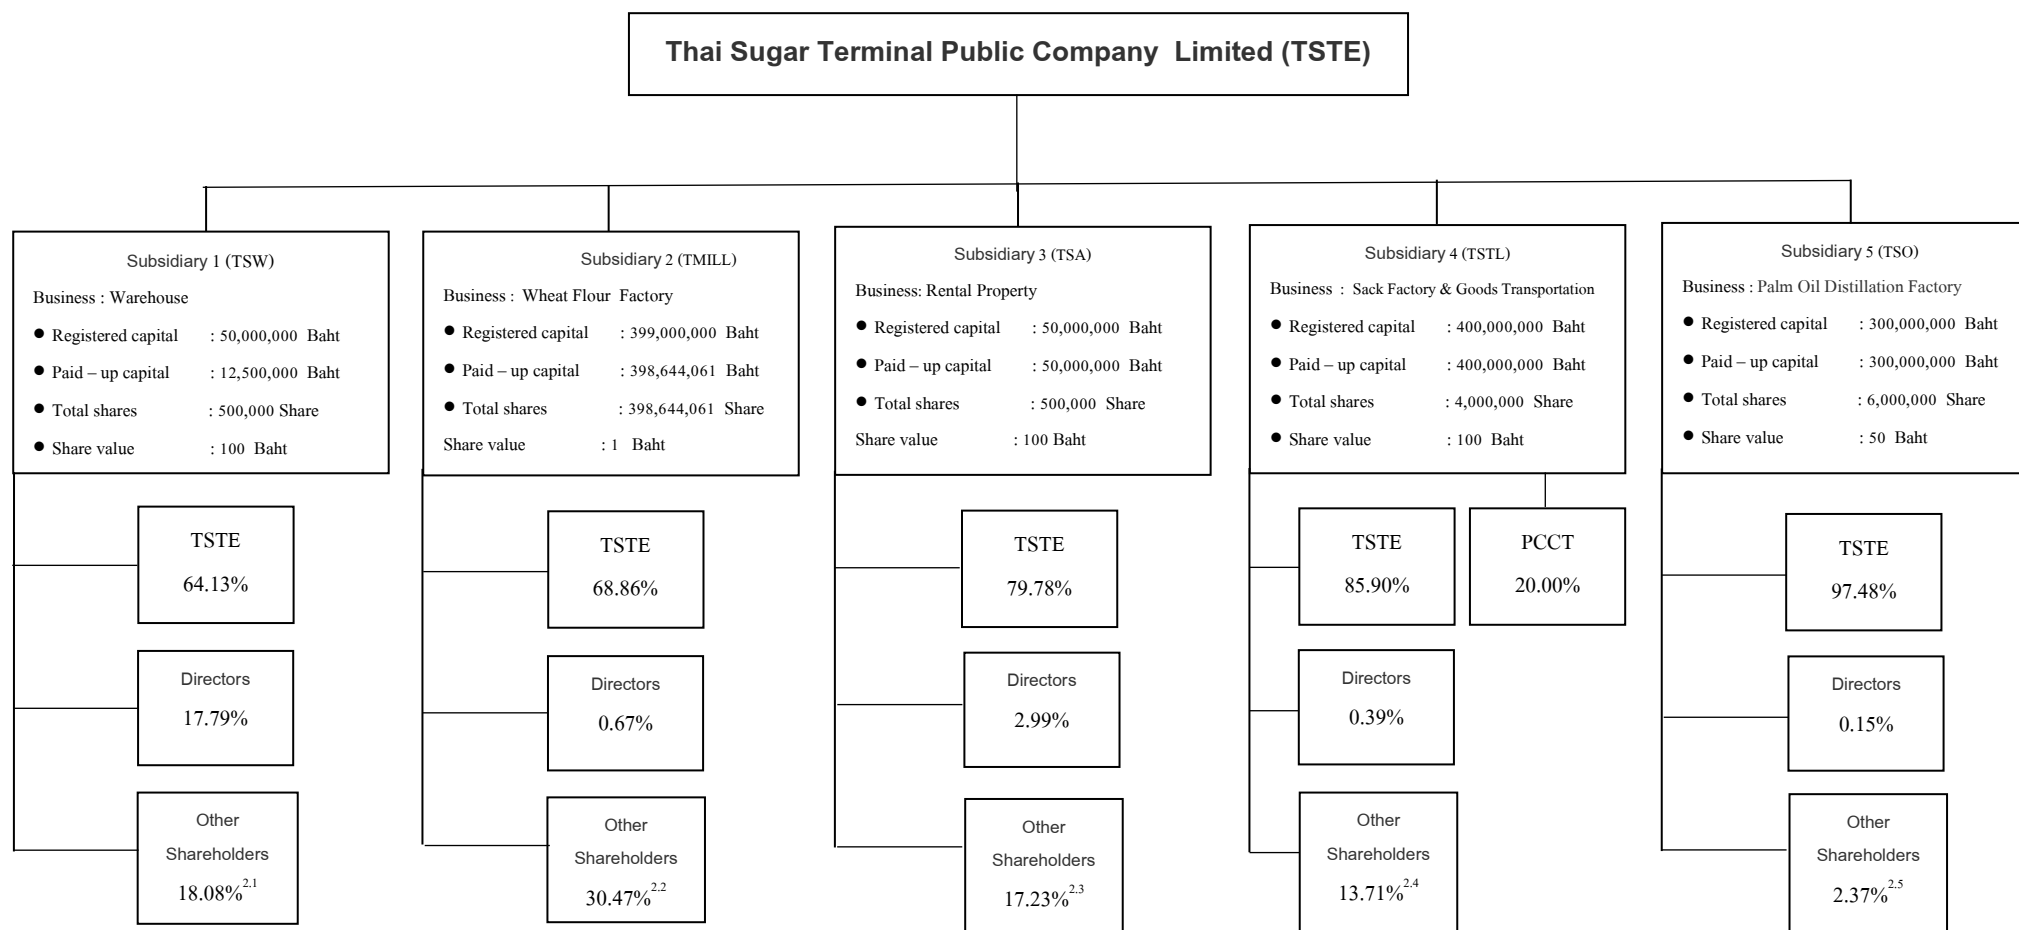 Thai Sugar Terminal Public Company Limited (TSTE)
Subsidiary 1 (TSW)
Business : Warehouse
● Registered capital : 50,000,000 Baht
● Paid – up capital : 12,500,000 Baht
● Total shares : 500,000 Share
● Share value : 100 Baht
TSTE
64.13%
Directors
17.79%
Other
Shareholders
18.08%2.1
Subsidiary 2 (TMILL)
Business : Wheat Flour Factory
● Registered capital : 399,000,000 Baht
● Paid – up capital : 398,644,061 Baht
● Total shares : 398,644,061 Share
Share value : 1 Baht
TSTE
68.86%
Directors
0.67%
Other
Shareholders
30.47%2.2
Subsidiary 3 (TSA)
Business: Rental Property
● Registered capital : 50,000,000 Baht
● Paid – up capital : 50,000,000 Baht
● Total shares : 500,000 Share
Share value : 100 Baht
TSTE
79.78%
Directors
2.99%
Other
Shareholders
17.23%2.3
Subsidiary 4 (TSTL)
Business : Sack Factory & Goods Transportation
● Registered capital : 400,000,000 Baht
● Paid – up capital : 400,000,000 Baht
● Total shares : 4,000,000 Share
● Share value : 100 Baht
TSTE
85.90%
PCCT
20.00%
Directors
0.39%
Other
Shareholders
13.71%2.4
Subsidiary 5 (TSO)
Business : Palm Oil Distillation Factory
● Registered capital : 300,000,000 Baht
● Paid – up capital : 300,000,000 Baht
● Total shares : 6,000,000 Share
● Share value : 50 Baht
TSTE
97.48%
Directors
0.15%
Other
Shareholders
2.37%2.5